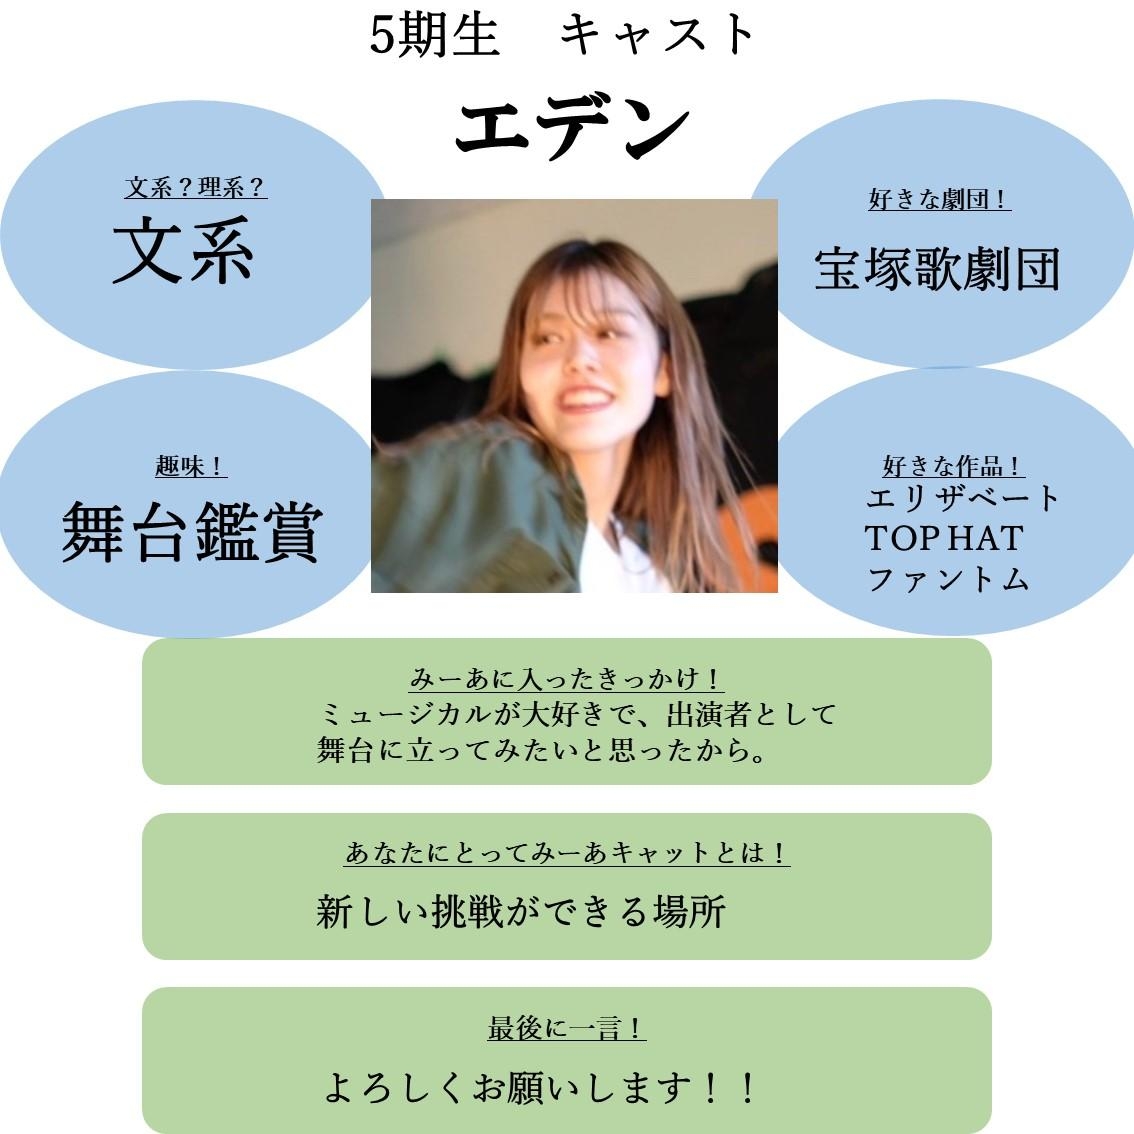 5期生　キャスト
エデン
文系？理系？
文系
好きな劇団！
宝塚歌劇団
趣味！
舞台鑑賞
好きな作品！
エリザベート
TOP HAT
ファントム
みーあに入ったきっかけ！
ミュージカルが大好きで、出演者として
舞台に立ってみたいと思ったから。
あなたにとってみーあキャットとは！
新しい挑戦ができる場所
最後に一言！
よろしくお願いします！！